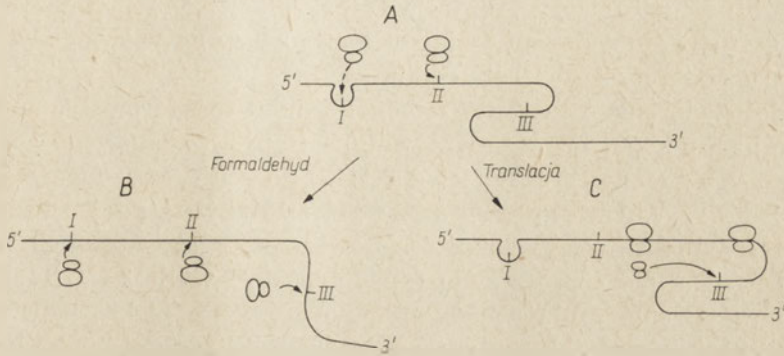 A
5'
I
II
III
3'
Formaldehyd
Translacja
B
C
5'
I
II
III
3'
5'
I
II
III
3'